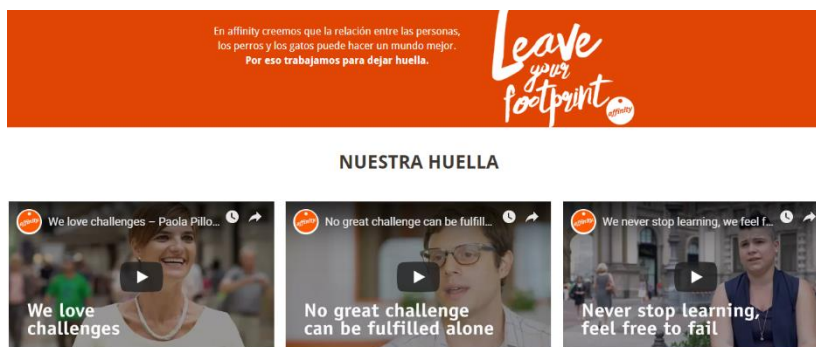 En affinity creemos que la relación entre las personas,
los perros y los gatos puede hacer un mundo mejor.
Por eso trabajamos para dejar huella.
Leave
your
footprint
affinity
NUESTRA HUELLA
affinity
We love challenges – Paola Pillo...
We love
challenges
affinity
No great challenge can be fulfill...
No great challenge
can be fulfilled alone
affinity
We never stop learning, we feel f...
Never stop learning,
feel free to fail